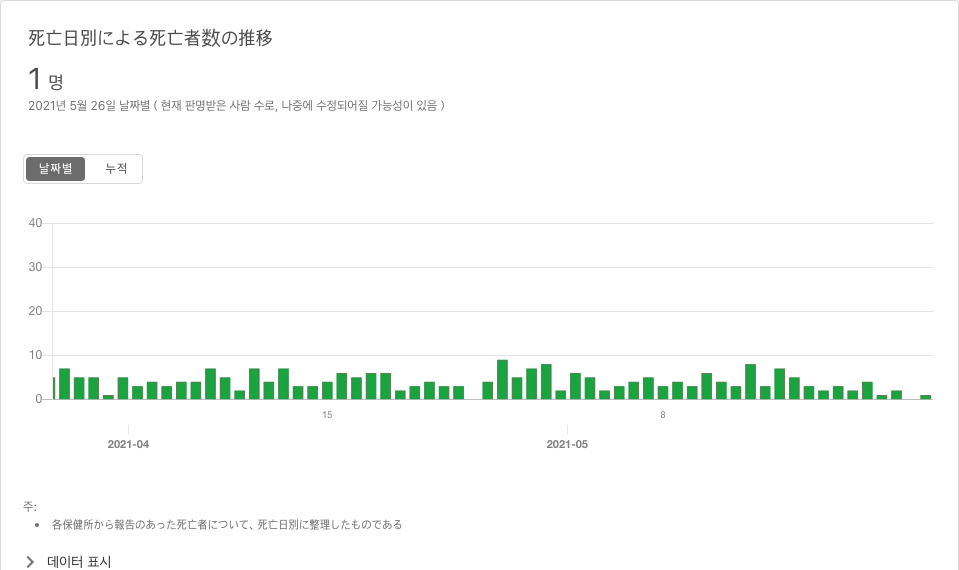 死亡日別による死亡者数の推移
1 명
2021년 5월 26일 날짜별 ( 현재 판명받은 사람 수로, 나중에 수정되어질 가능성이 있음 )
날짜별 누적
40
30
20
10
0
15 8
2021-04 2021-05
주:
• 各保健所から報告のあった死亡者について、死亡日別に整理したものである
데이터 표시